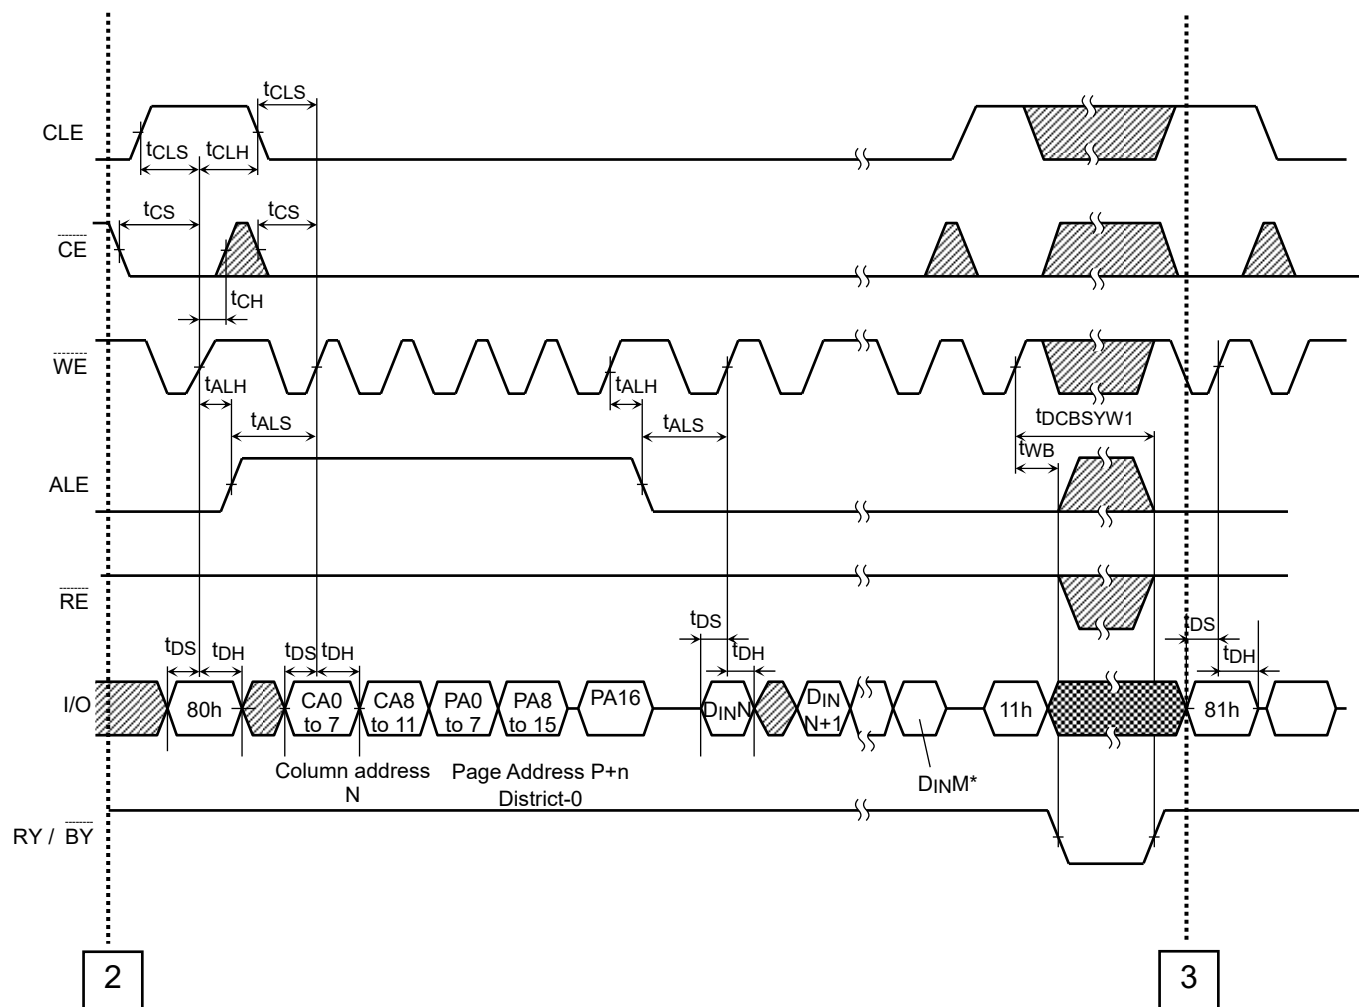 tCLS
CLE
tCLS tCLH
tCS tCS
CE
tCH
WE
tALH tALH
tALS tALS tDCBSYW1
tWB
ALE
RE
tDS tDS
tDS tDH tDS tDH tDH tDH
I/O 80h CA0 to 7 CA8 to 11 PA0 to 7 PA8 to 15 PA16 DINN DIN N+1 11h 81h
Column address Page Address P+n DINM*
N District-0
RY / BY
2 3